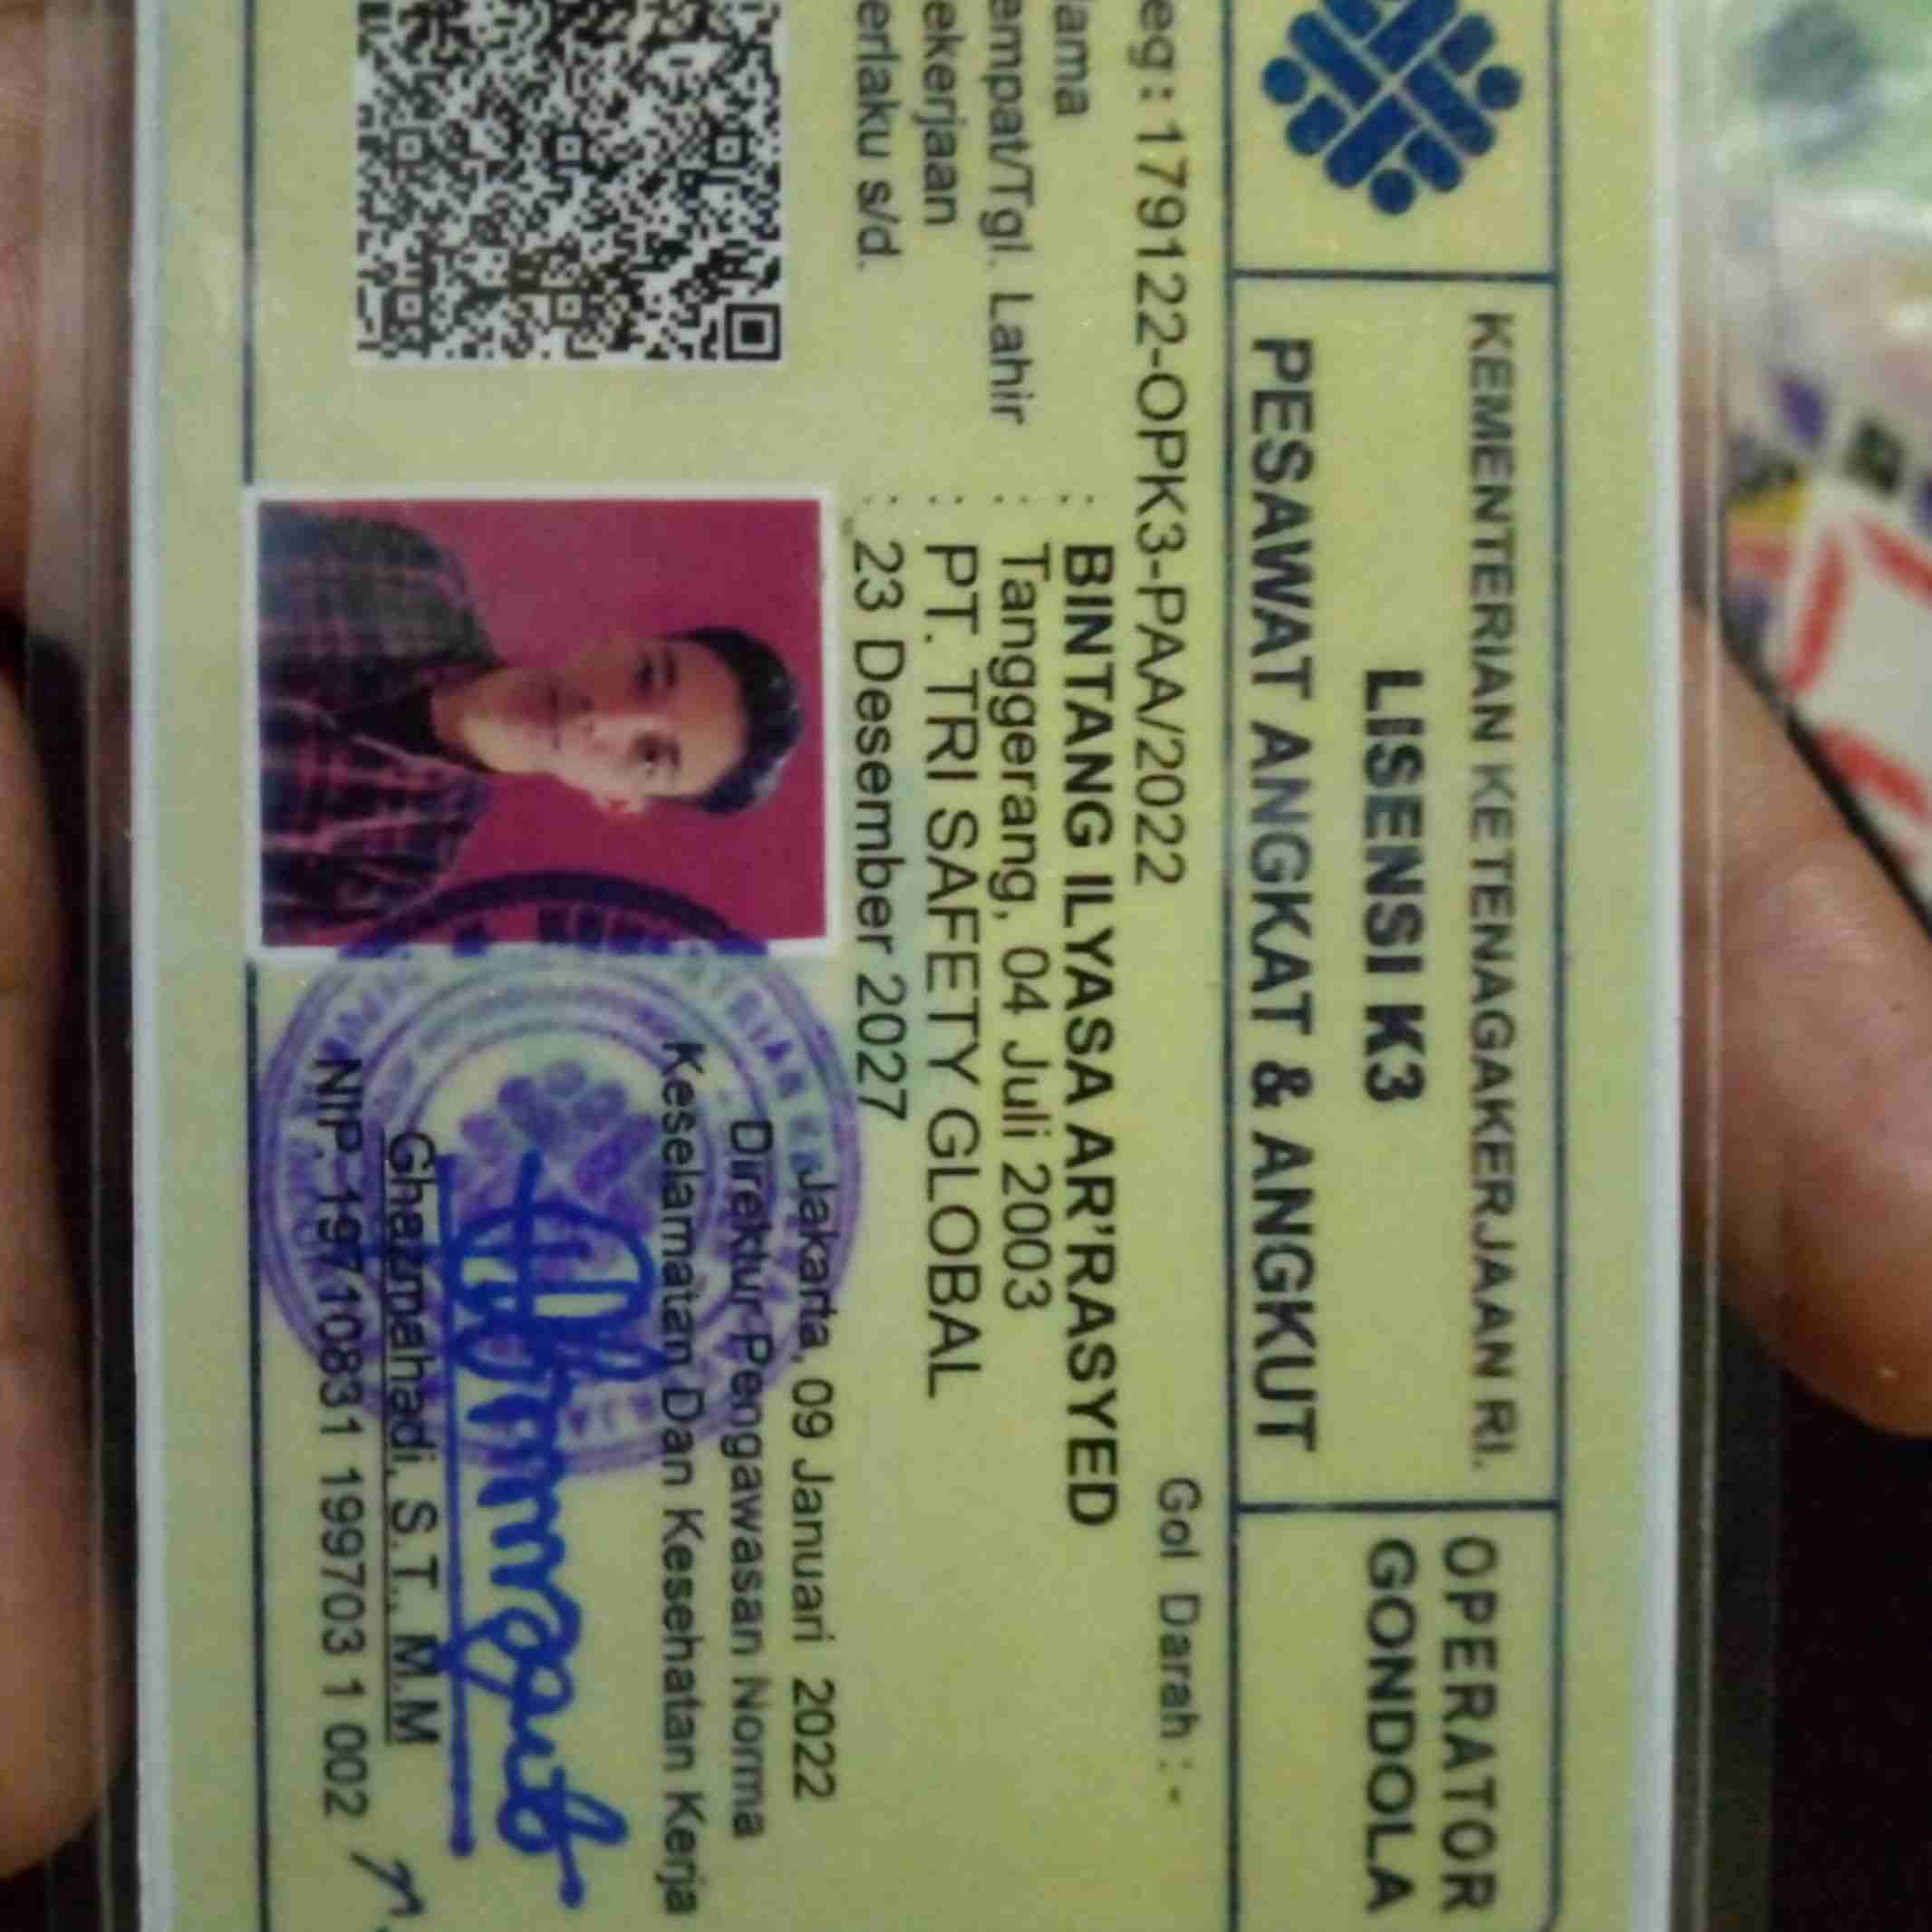 KEMENTERIAN KETENAGAKERJAAN RI.
LISENSI K3
PESAWAT ANGKAT & ANGKUT
OPERATOR
GONDOLA
eg : 179122-OPK3-PAA/2022
Gol Darah : -
ama : BINTANG ILYASA AR'RASYED
empat/Tgl. Lahir : Tanggerang, 04 Juli 2003
ekerjaan : PT. TRI SAFETY GLOBAL
erlaku s/d. : 23 Desember 2027
Jakarta, 09 Januari 2022
Direktur Pengawasan Norma
Keselamatan Dan Kesehatan Kerja
Ghazmahadi, S.T., M.M
NIP. 19710831 199703 1 002